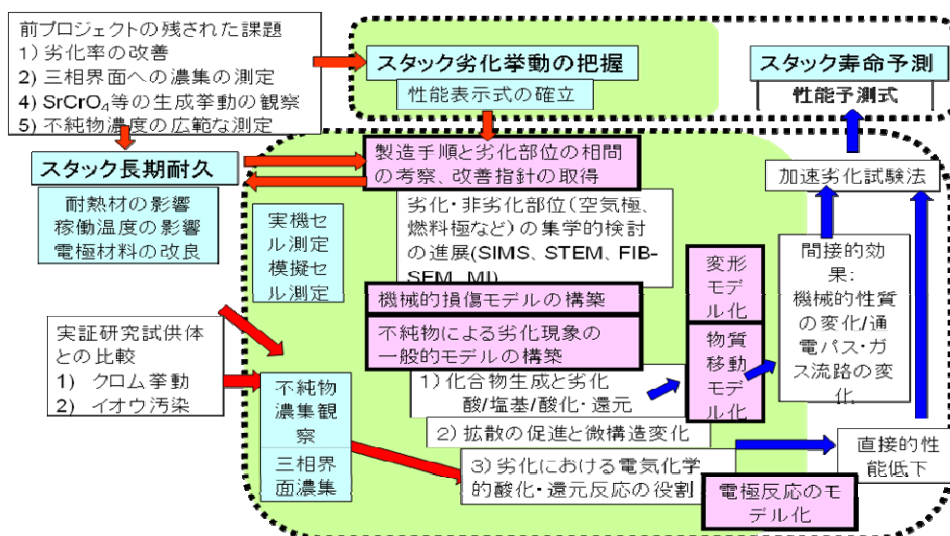 前プロジェクトの残された課題
1) 劣化率の改善
2) 三相界面への濃集の測定
4) SrCrO₄等の生成挙動の観察
5) 不純物濃度の広範な測定
スタック劣化挙動の把握
性能表示式の確立
スタック寿命予測
性能予測式
スタック長期耐久
耐熱材の影響
稼働温度の影響
電極材料の改良
製造手順と劣化部位の相関
の考察、改善指針の取得
加速劣化試験法
実機セ
ル測定
模擬セ
ル測定
劣化・非劣化部位(空気極、
燃料極など)の集学的検討
の進展(SIMS、STEM、FIB-
SEM、MI)
機械的損傷モデルの構築
不純物による劣化現象の
一般的モデルの構築
変形
モデ
ル化
物質
移動
モデ
ル化
間接的効
果:
機械的性質
の変化/通
電パス・ガ
ス流路の変
化
実証研究試供体
との比較
1) クロム挙動
2) イオウ汚染
1) 化合物生成と劣化
酸/塩基/酸化・還元
2) 拡散の促進と微構造変化
3) 劣化における電気化学
的酸化・還元反応の役割
不純物
濃集観
察
三相界
面濃集
直接的性
能低下
電極反応のモ
デル化